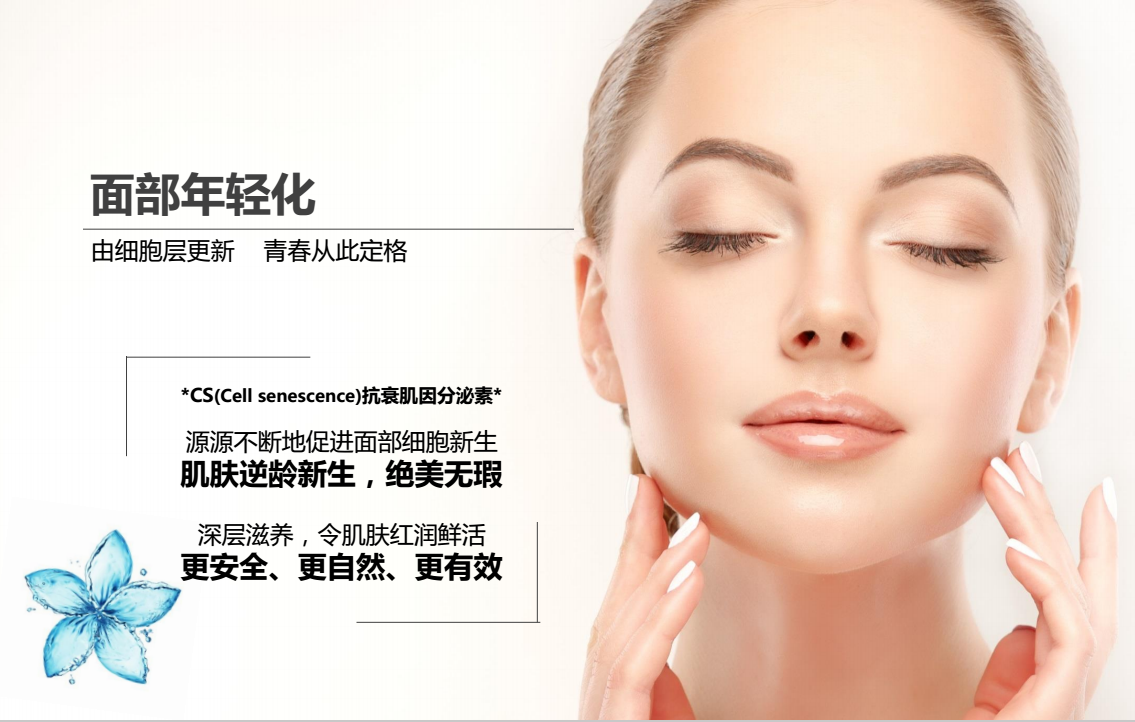 面部年轻化
由细胞层更新 青春从此定格
*CS(Cell senescence)抗衰肌因分泌素*
源源不断地促进面部细胞新生
肌肤逆龄新生，绝美无瑕
深层滋养，令肌肤红润鲜活
更安全、更自然、更有效